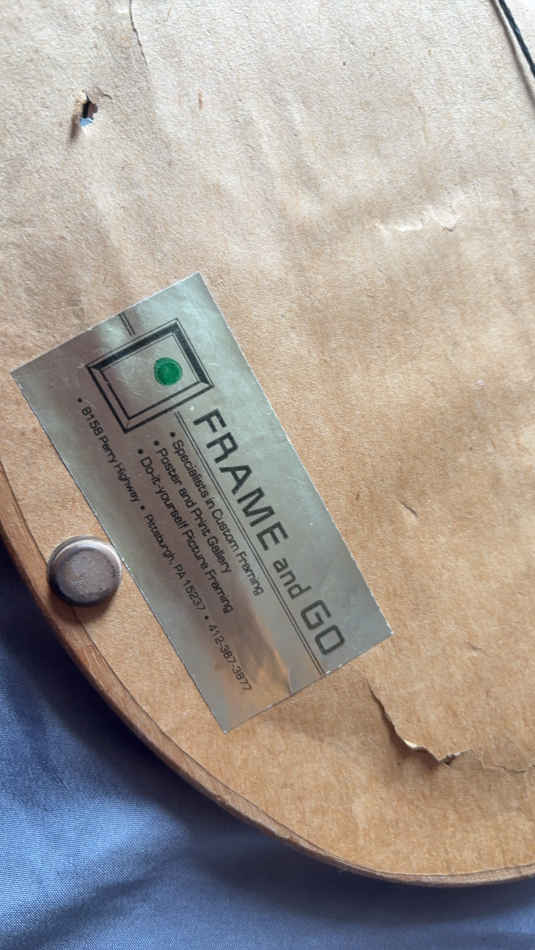 FRAME and GO
• Specialists in Custom Framing
• Poster and Print Gallery
• Do-it-yourself Picture Framing
• 8158 Perry Highway • Pittsburgh, PA 15237 • 412-367-3877